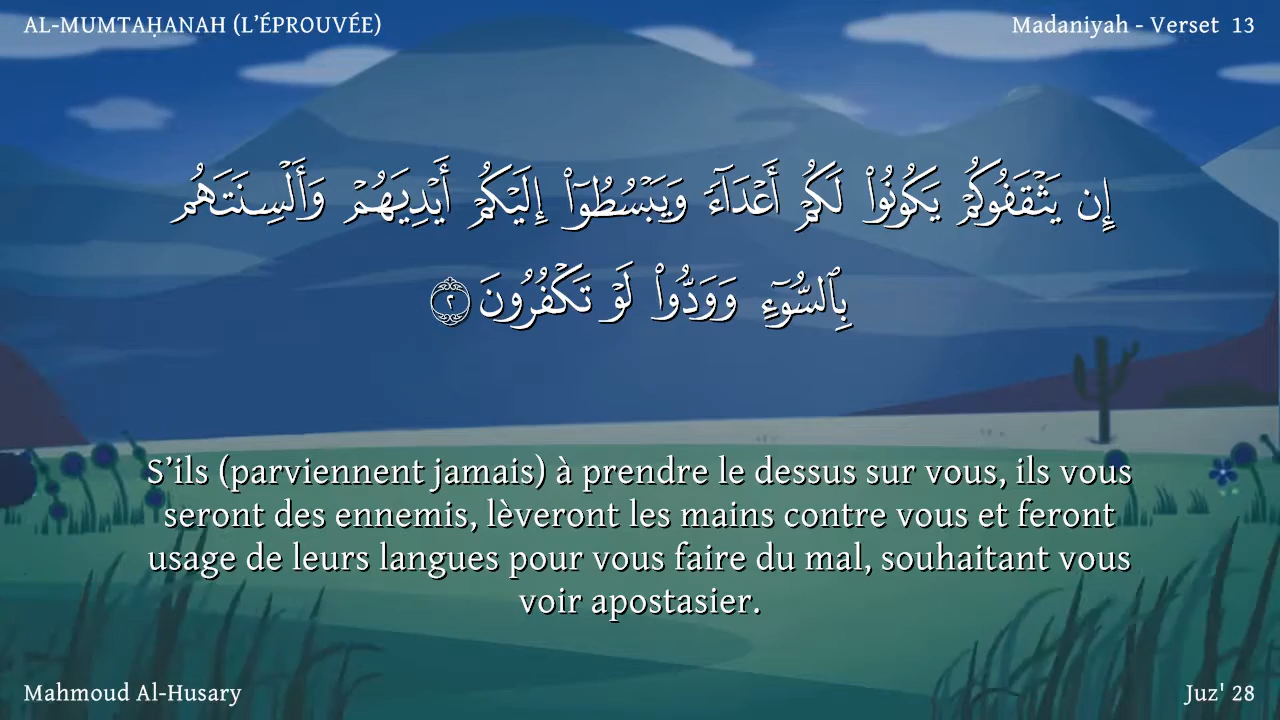 AL-MUMTAḤANAH (L’ÉPROUVÉE)
Madaniyah - Verset 13
إِن يَثْقَفُوكُمْ يَكُونُوا۟ لَكُمْ أَعْدَآءً وَيَبْسُطُوٓا۟ إِلَيْكُمْ أَيْدِيَهُمْ وَأَلْسِنَتَهُم
بِٱلسُّوٓءِ وَوَدُّوا۟ لَوْ تَكْفُرُونَ ٢
S’ils (parviennent jamais) à prendre le dessus sur vous, ils vous
seront des ennemis, lèveront les mains contre vous et feront
usage de leurs langues pour vous faire du mal, souhaitant vous
voir apostasier.
Mahmoud Al-Husary
Juz' 28